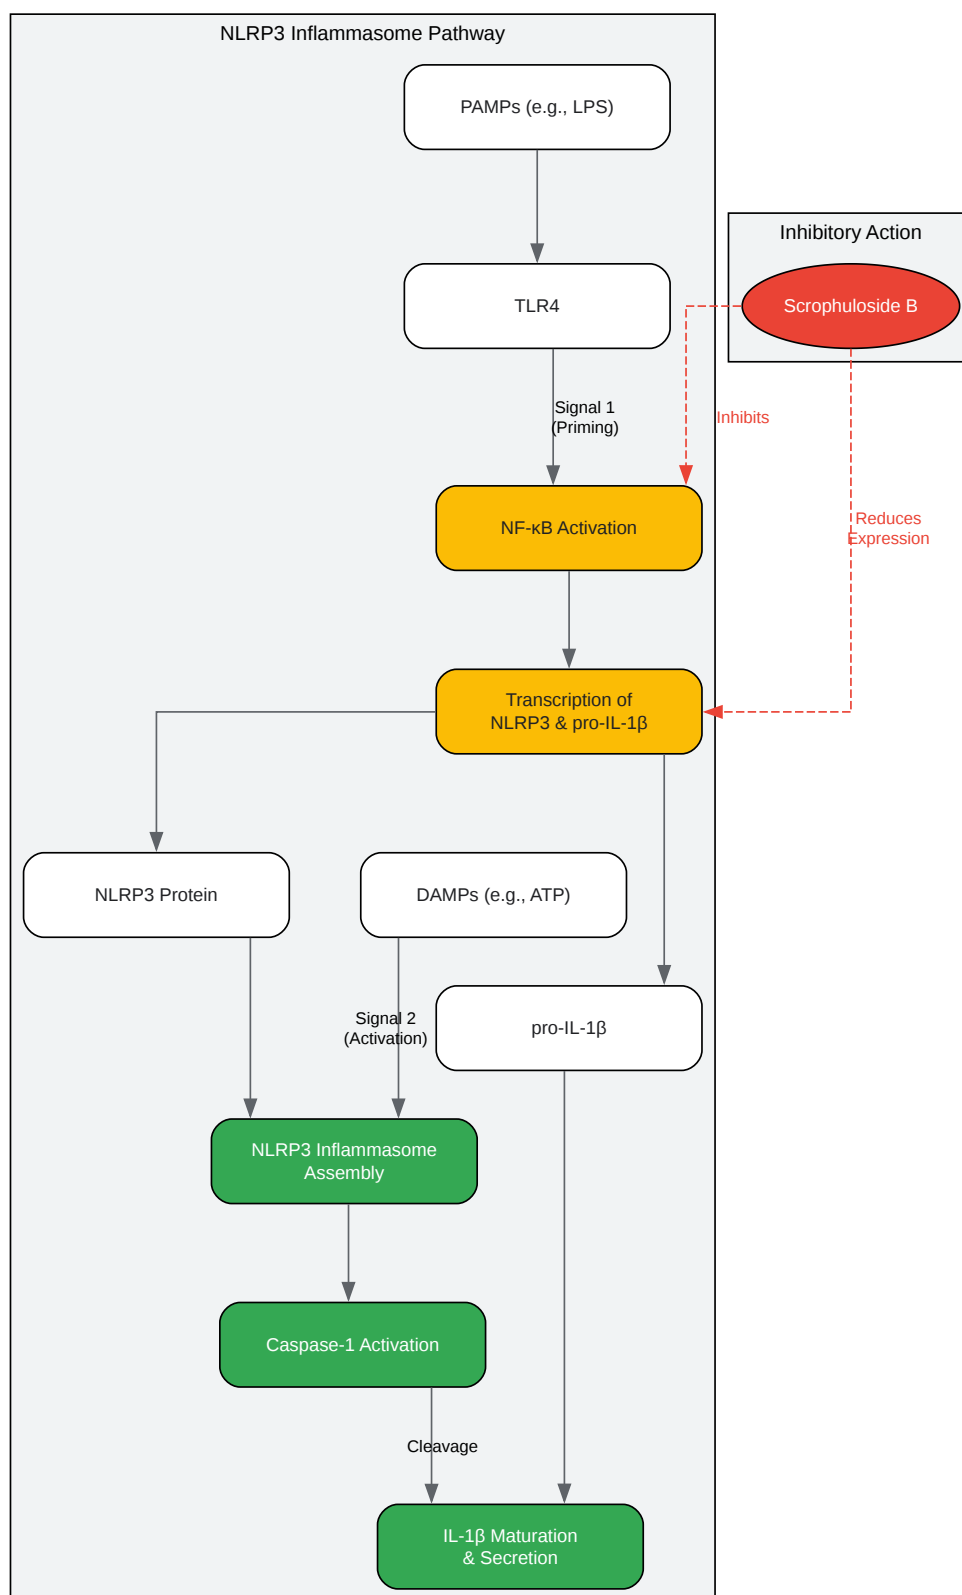 NLRP3 Inflammasome Pathway
PAMPs (e.g., LPS)
Inhibitory Action
TLR4
Scrophuloside B
Signal 1
(Priming)
Inhibits
NF-κB Activation
Reduces
Expression
Transcription of
NLRP3 & pro-IL-1β
NLRP3 Protein
DAMPs (e.g., ATP)
Signal 2
(Activation)
pro-IL-1β
NLRP3 Inflammasome
Assembly
Caspase-1 Activation
Cleavage
IL-1β Maturation
& Secretion